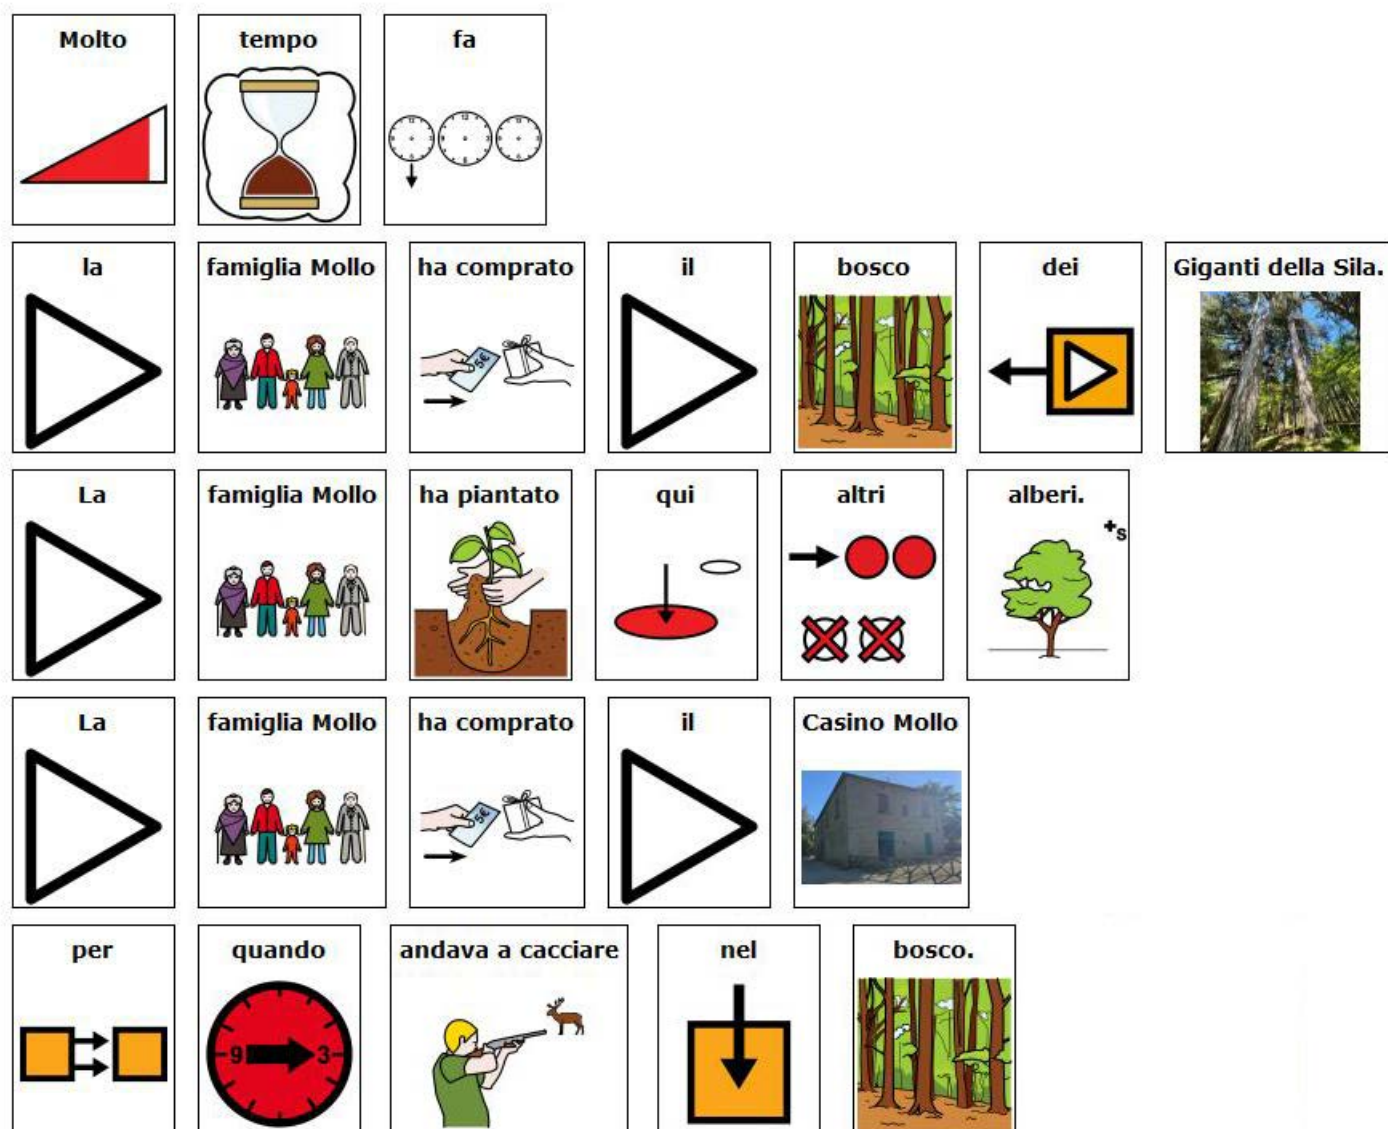 Molto tempo fa
la famiglia Mollo ha comprato il bosco dei Giganti della Sila.
La famiglia Mollo ha piantato qui altri alberi.
La famiglia Mollo ha comprato il Casino Mollo
per quando andava a cacciare nel bosco.